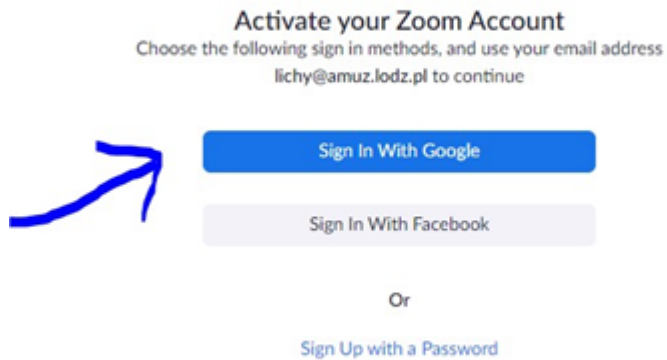 Activate your Zoom Account
Choose the following sign in methods, and use your email address
lichy@amuz.lodz.pl to continue
Sign In With Google
Sign In With Facebook
Or
Sign Up with a Password